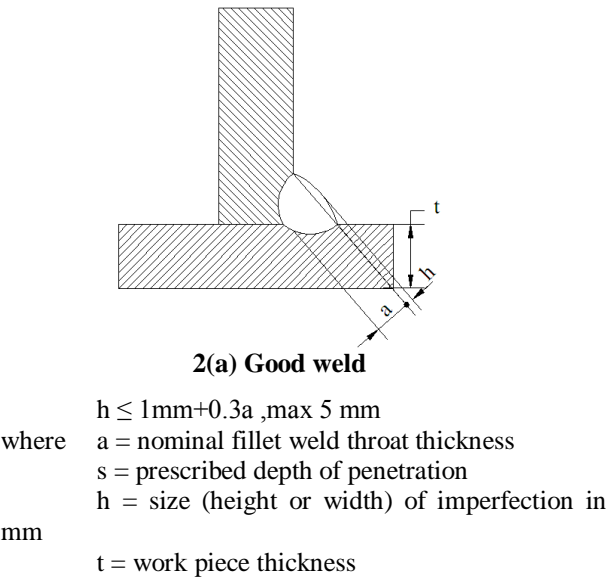 t
h
a
2(a) Good weld
h ≤ 1mm+0.3a ,max 5 mm
where a = nominal fillet weld throat thickness
s = prescribed depth of penetration
h = size (height or width) of imperfection in
mm
t = work piece thickness